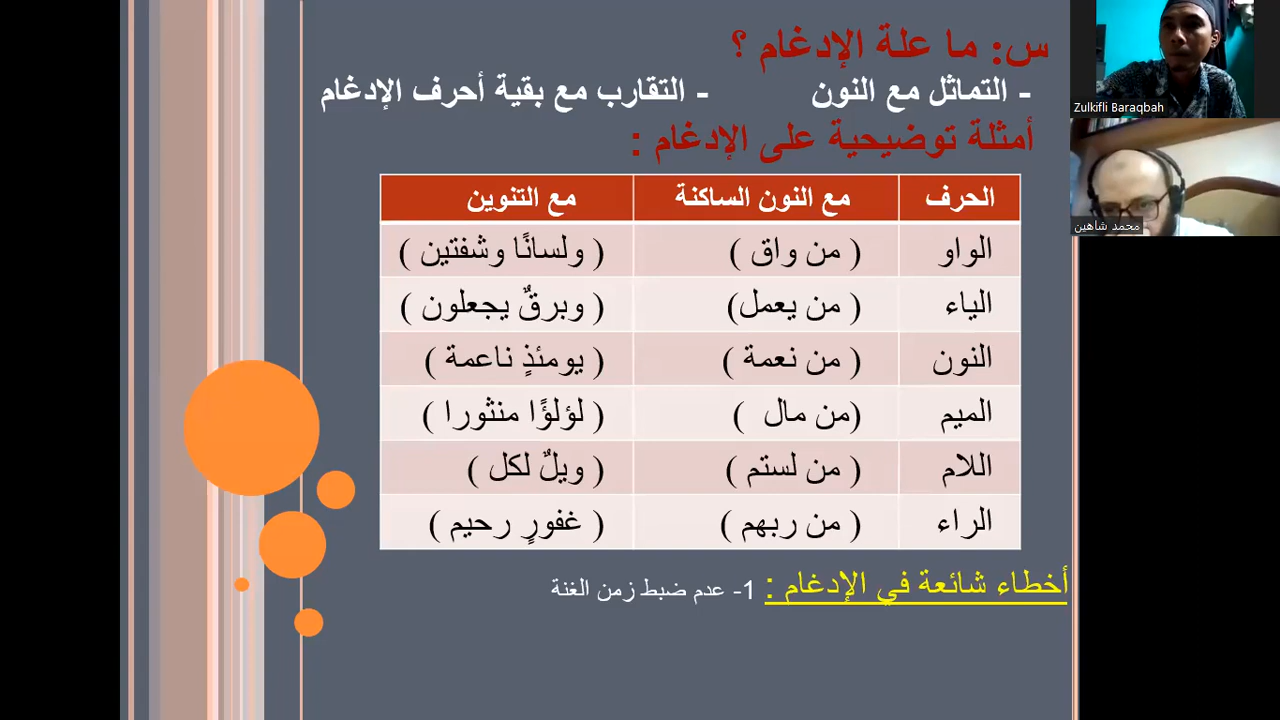 س: ما علة الإدغام ؟
- التماثل مع النون - التقارب مع بقية أحرف الإدغام
أمثلة توضيحية على الإدغام :
الحرف مع النون الساكنة مع التنوين
الواو ( من واق ) ( ولسانًا وشفتين )
الياء ( من يعمل) ( وبرقٌ يجعلون )
النون ( من نعمة ) ( يومئذٍ ناعمة )
الميم (من مال ) ( لؤلؤًا منثورا )
اللام ( من لستم ) ( ويلٌ لكل )
الراء ( من ربهم ) ( غفورٍ رحيم )
أخطاء شائعة في الإدغام : 1- عدم ضبط زمن الغنة
Zulkifli Baraqbah
محمد شاهين